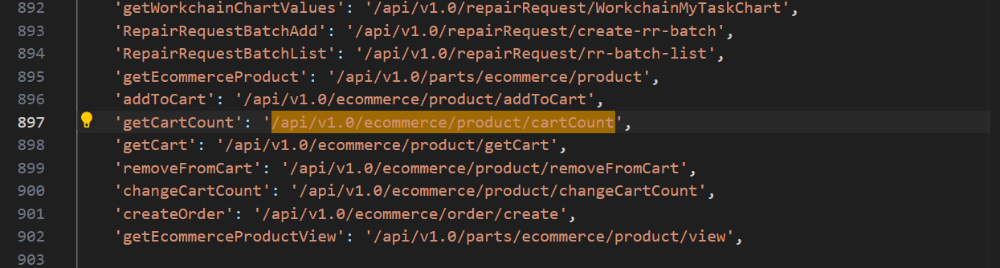 892 'getWorkchainChartValues': '/api/v1.0/repairRequest/WorkchainMyTaskChart',
893 'RepairRequestBatchAdd': '/api/v1.0/repairRequest/create-rr-batch',
894 'RepairRequestBatchList': '/api/v1.0/repairRequest/rr-batch-list',
895 'getEcommerceProduct': '/api/v1.0/parts/ecommerce/product',
896 'addToCart': '/api/v1.0/ecommerce/product/addToCart',
897 'getCartCount': '/api/v1.0/ecommerce/product/cartCount',
898 'getCart': '/api/v1.0/ecommerce/product/getCart',
899 'removeFromCart': '/api/v1.0/ecommerce/product/removeFromCart',
900 'changeCartCount': '/api/v1.0/ecommerce/product/changeCartCount',
901 'createOrder': '/api/v1.0/ecommerce/order/create',
902 'getEcommerceProductView': '/api/v1.0/parts/ecommerce/product/view',
903